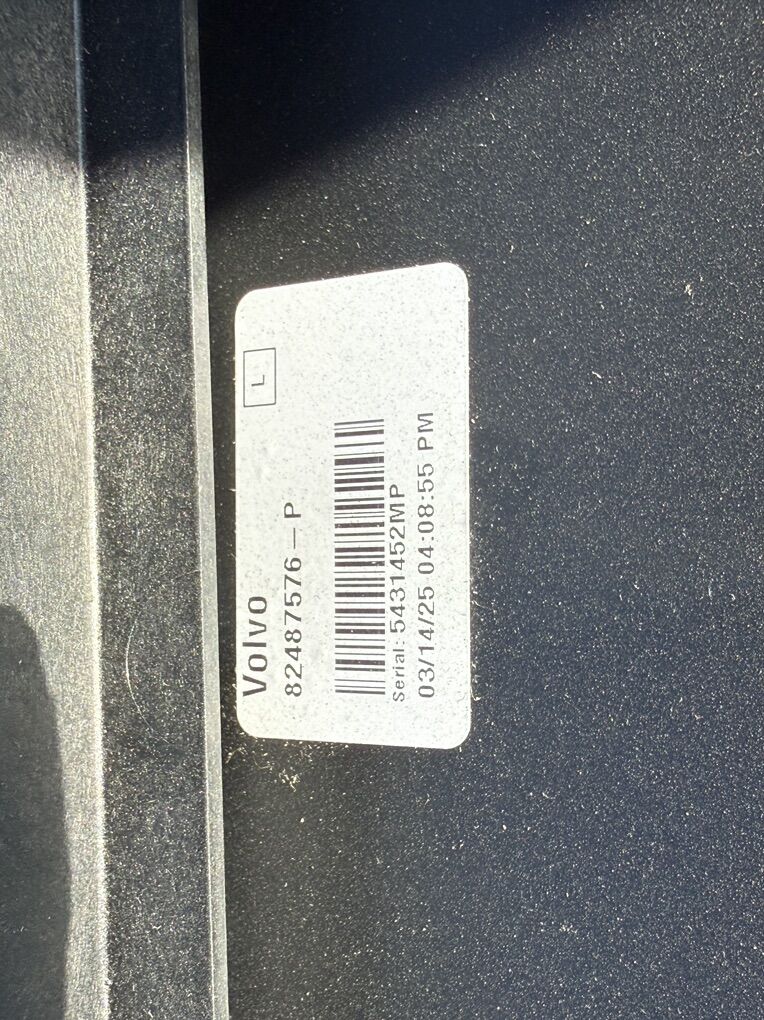 L
Volvo
82487576-P
Serial: 5431452MP
03/14/25 04:08:55 PM